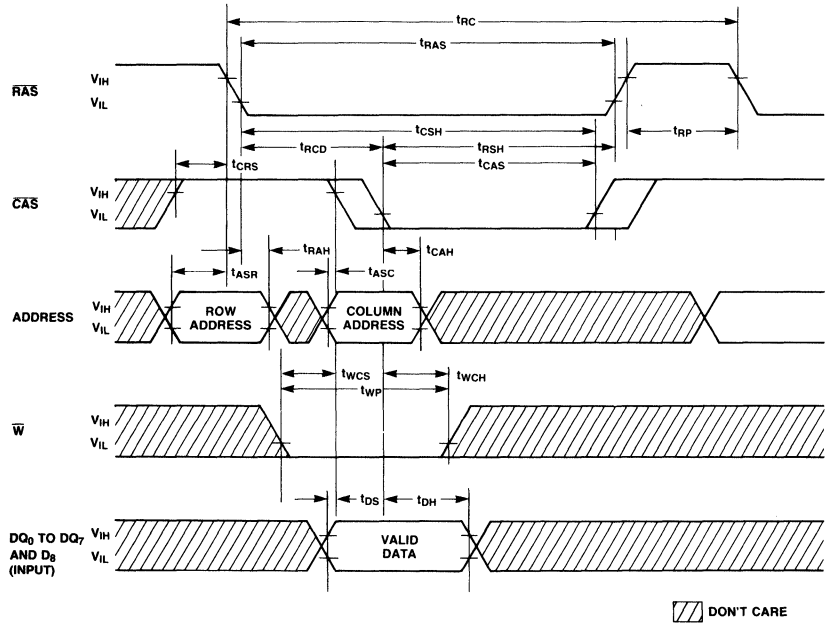 tRC
tRAS
RAS
VIH
VIL
tCSH
tRCD
tRSH
tRP
tCRS
tCAS
CAS
VIH
VIL
tRAH
tCAH
tASR
tASC
ADDRESS
VIH
VIL
ROW
ADDRESS
COLUMN
ADDRESS
tWCS
tWCH
tWP
W
VIH
VIL
tDS
tDH
DQ0 TO DQ7
AND D8
(INPUT)
VIH
VIL
VALID
DATA
DON'T CARE